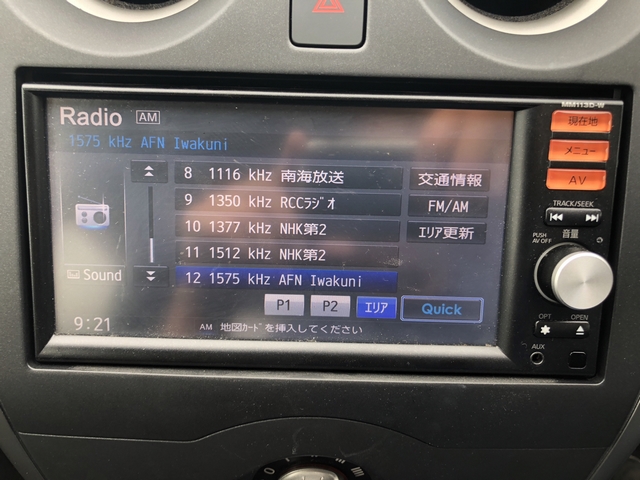 MM113D-W
Radio AM
1575 kHz AFN Iwakuni
8 1116 kHz 南海放送
9 1350 kHz RCCﾗｼﾞｵ
10 1377 kHz NHK第2
11 1512 kHz NHK第2
12 1575 kHz AFN Iwakuni
交通情報
FM/AM
ｴﾘｱ更新
Sound
P1 P2 ｴﾘｱ Quick
9:21
AM 地図ｶｰﾄﾞを挿入してください
現在地
メニュー
AV
TRACK/SEEK
PUSH AV OFF
音量
OPT OPEN
AUX
0